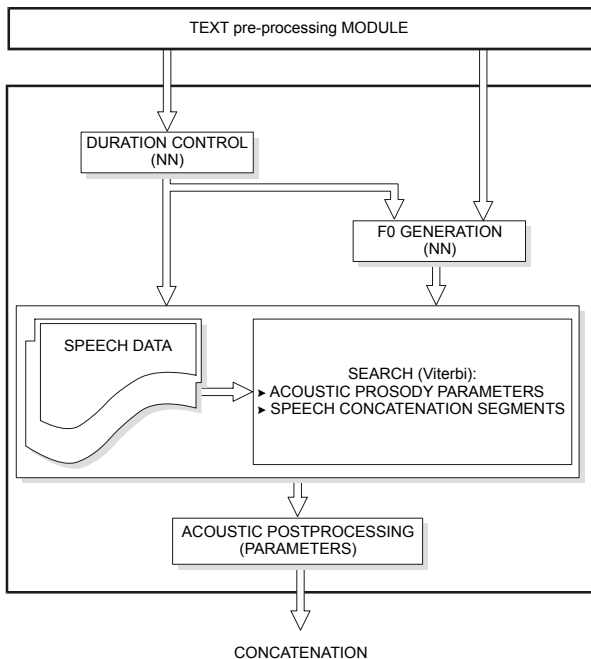 TEXT pre-processing MODULE
DURATION CONTROL
(NN)
F0 GENERATION
(NN)
SPEECH DATA
SEARCH (Viterbi):
➤ ACOUSTIC PROSODY PARAMETERS
➤ SPEECH CONCATENATION SEGMENTS
ACOUSTIC POSTPROCESSING
(PARAMETERS)
CONCATENATION